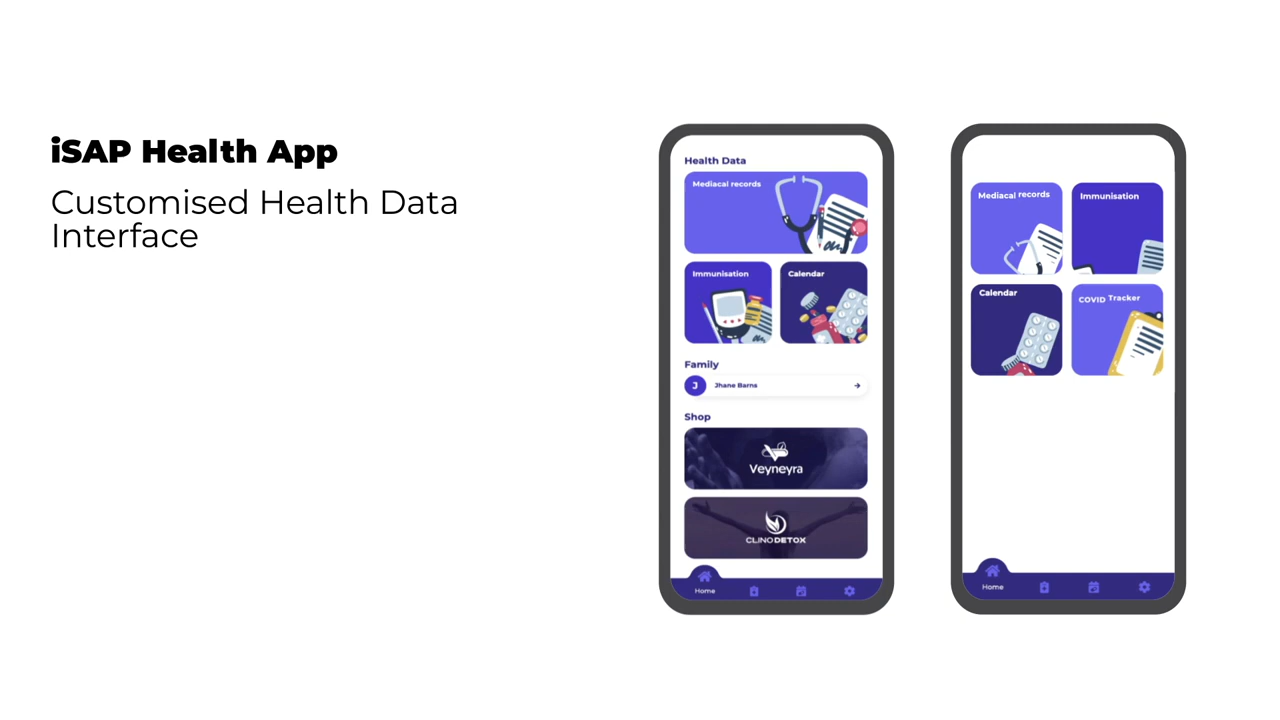 iSAP Health App
Customised Health Data
Interface
Health Data
Mediacal records
Immunisation
Calendar
Family
J
Jhane Barns
Shop
Veyneyra
CLINODETOX
Home
Mediacal records
Immunisation
Calendar
COVID Tracker
Home